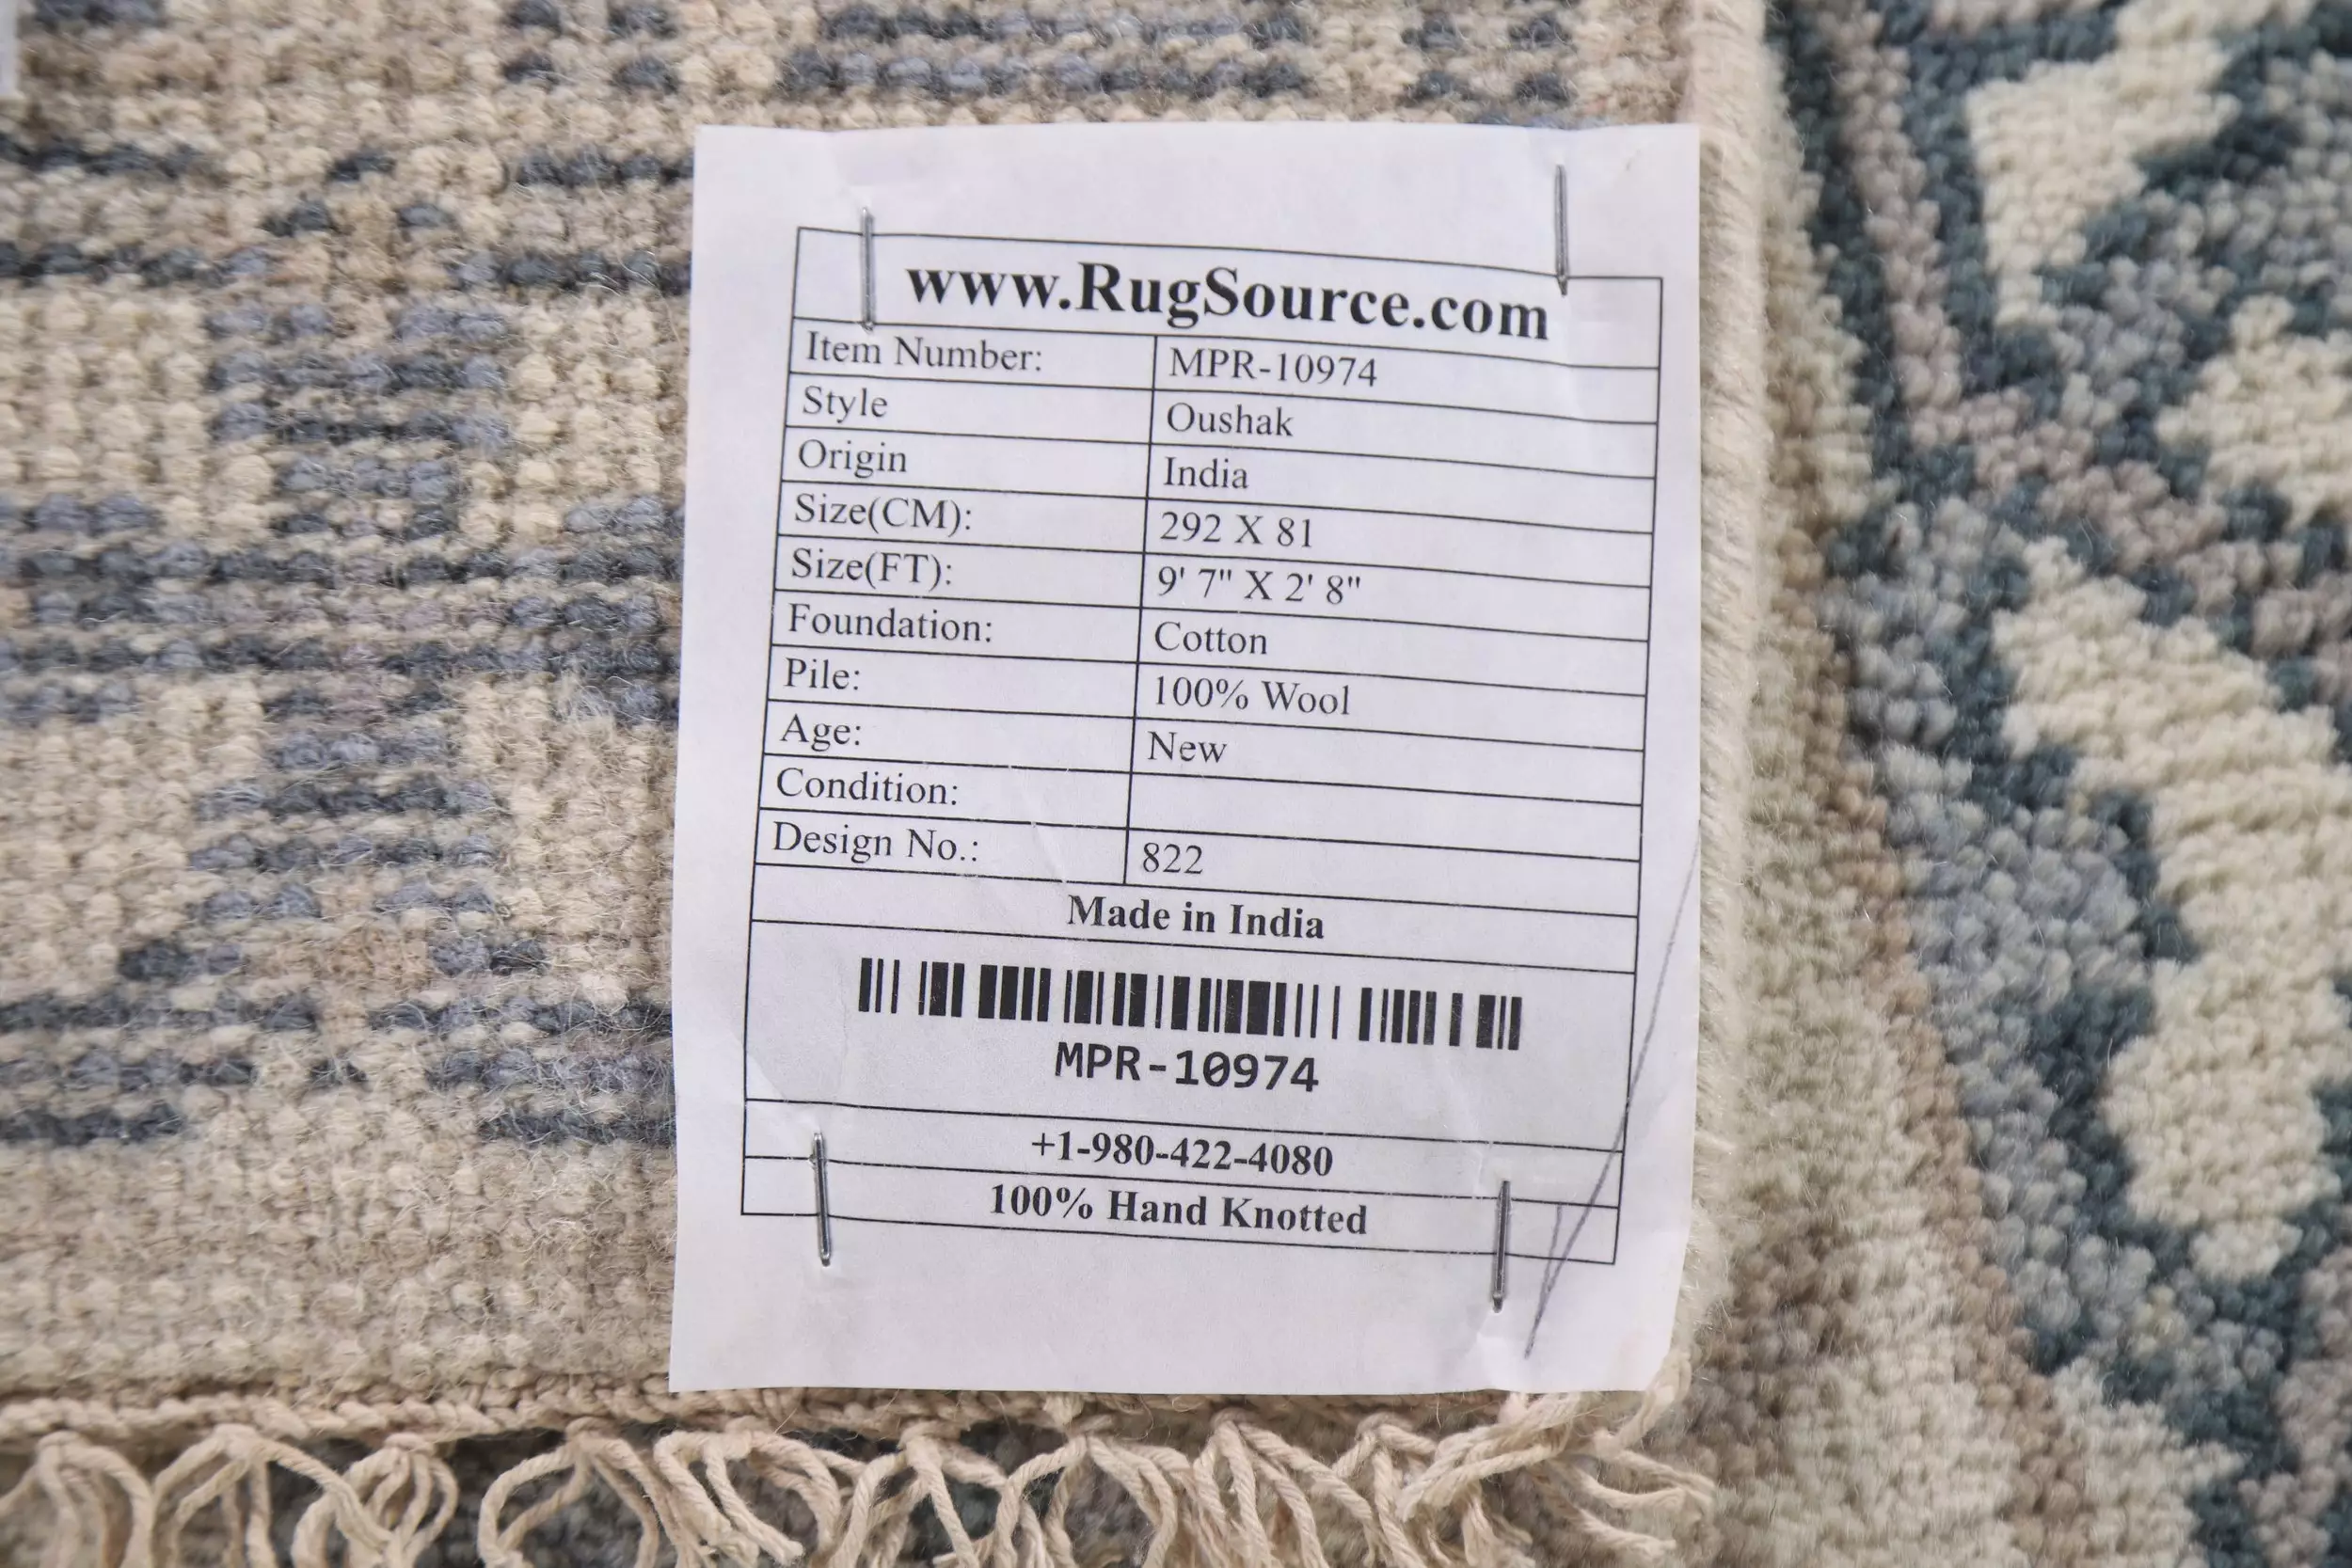 www.RugSource.com
Item Number: MPR-10974
Style Oushak
Origin India
Size(CM): 292 X 81
Size(FT): 9' 7" X 2' 8"
Foundation: Cotton
Pile: 100% Wool
Age: New
Condition:
Design No.: 822
Made in India
MPR-10974
+1-980-422-4080
100% Hand Knotted